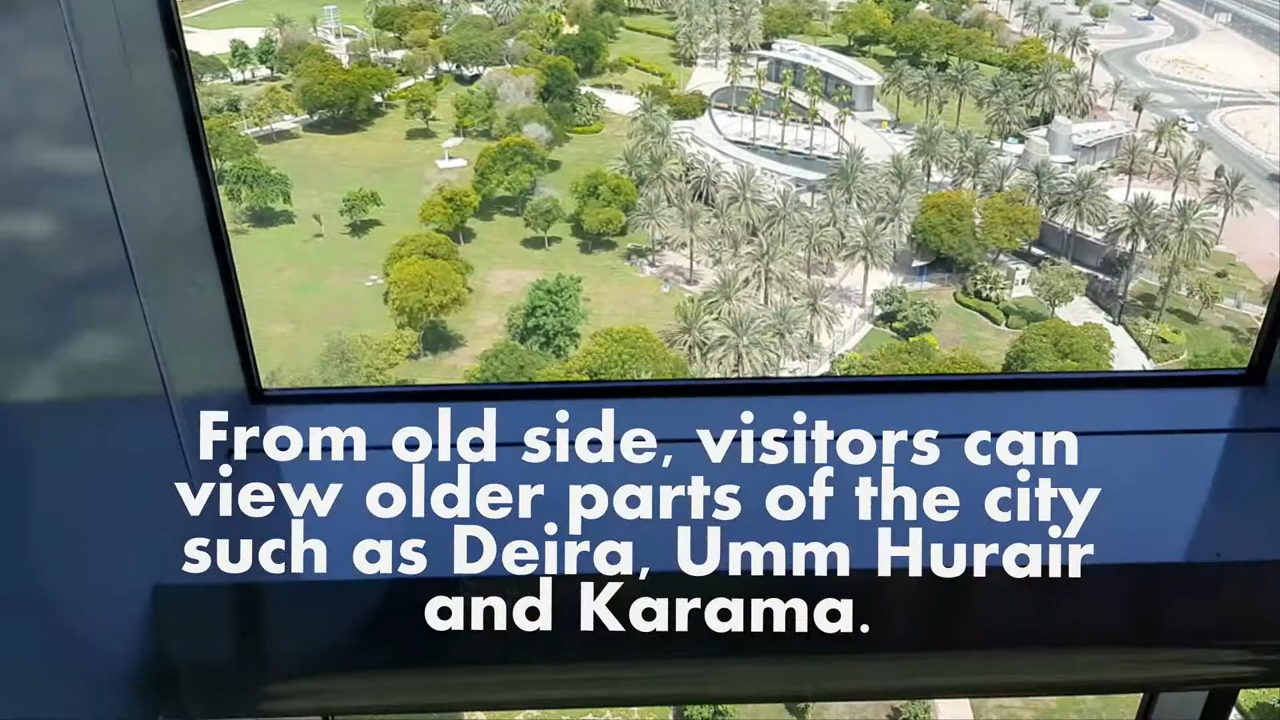 From old side, visitors can
view older parts of the city
such as Deira, Umm Hurair
and Karama.